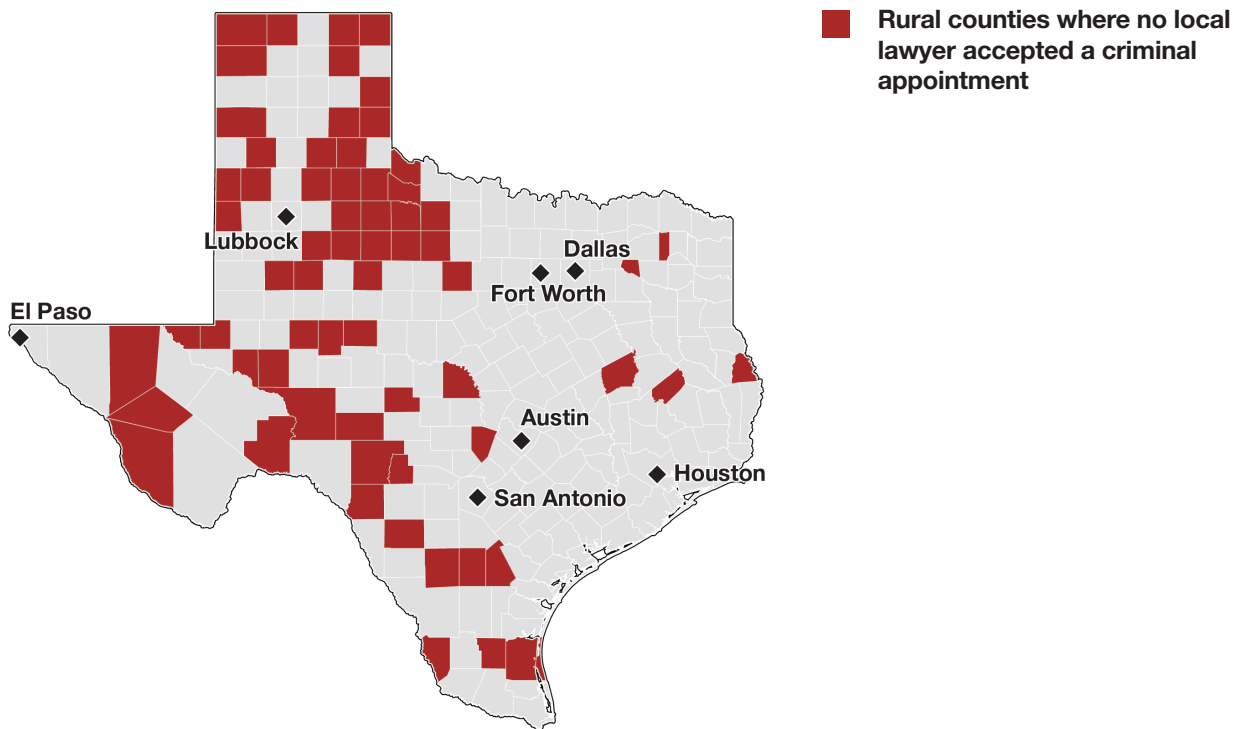 Rural counties where no local
lawyer accepted a criminal
appointment
Lubbock
Dallas
Fort Worth
El Paso
Austin
Houston
San Antonio